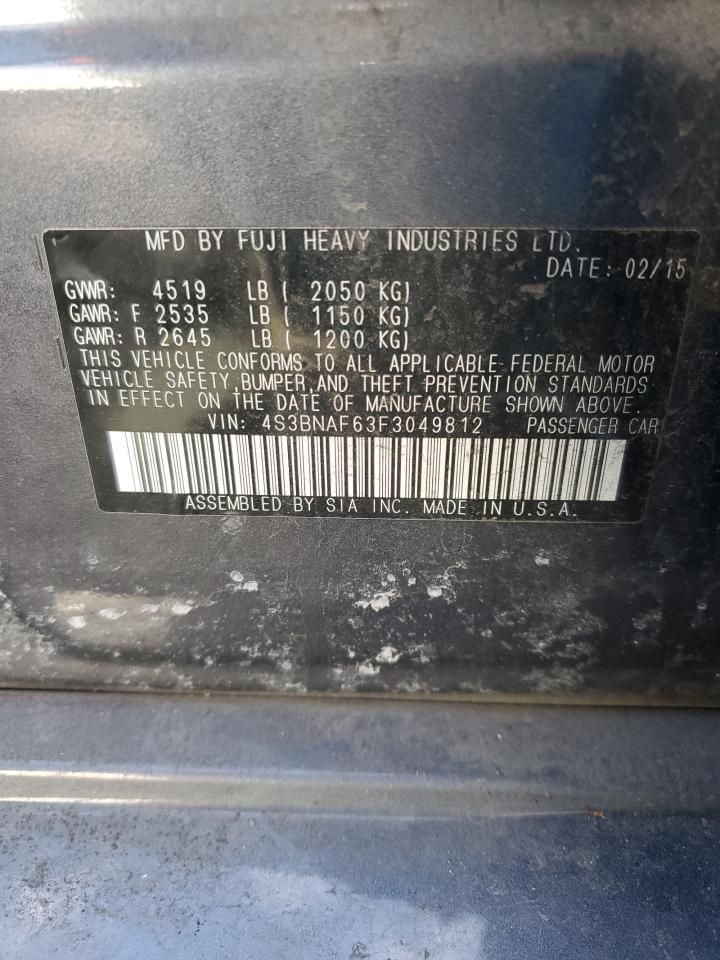 MFD BY FUJI HEAVY INDUSTRIES LTD.
DATE: 02/15
GVWR: 4519 LB ( 2050 KG)
GAWR: F 2535 LB ( 1150 KG)
GAWR: R 2645 LB ( 1200 KG)
THIS VEHICLE CONFORMS TO ALL APPLICABLE FEDERAL MOTOR
VEHICLE SAFETY, BUMPER, AND THEFT PREVENTION STANDARDS
IN EFFECT ON THE DATE OF MANUFACTURE SHOWN ABOVE.
VIN: 4S3BNAF63F3049812 PASSENGER CAR
ASSEMBLED BY SIA INC. MADE IN U.S.A.